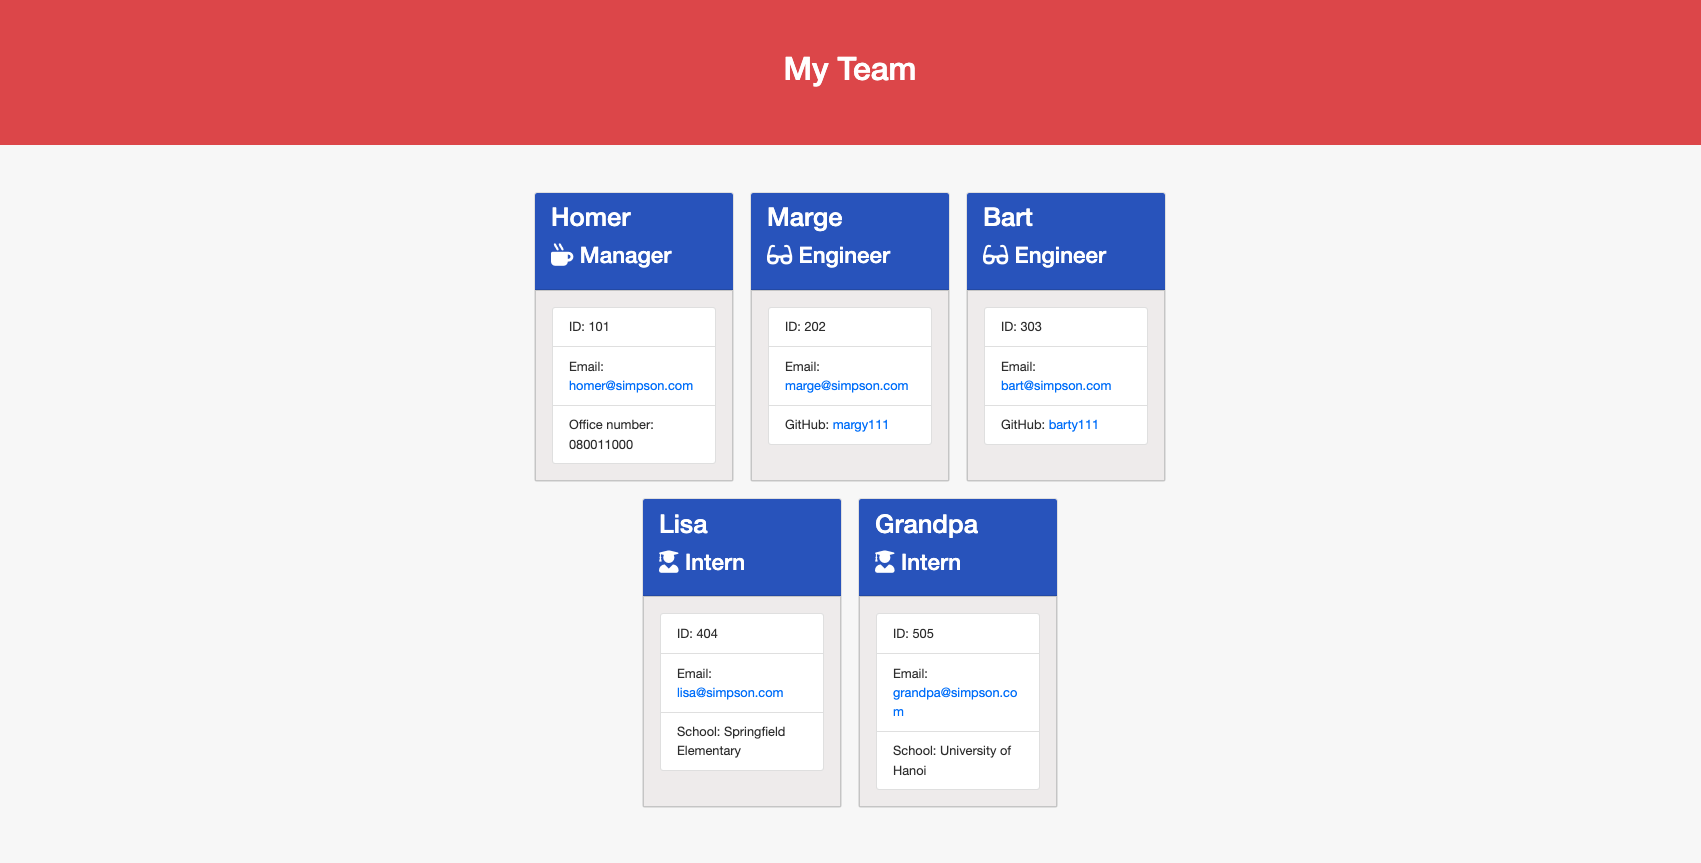 My Team
Homer
Manager
ID: 101
Email:
homer@simpson.com
Office number:
080011000
Marge
Engineer
ID: 202
Email:
marge@simpson.com
GitHub: margy111
Bart
Engineer
ID: 303
Email:
bart@simpson.com
GitHub: barty111
Lisa
Intern
ID: 404
Email:
lisa@simpson.com
School: Springfield
Elementary
Grandpa
Intern
ID: 505
Email:
grandpa@simpson.co
m
School: University of
Hanoi